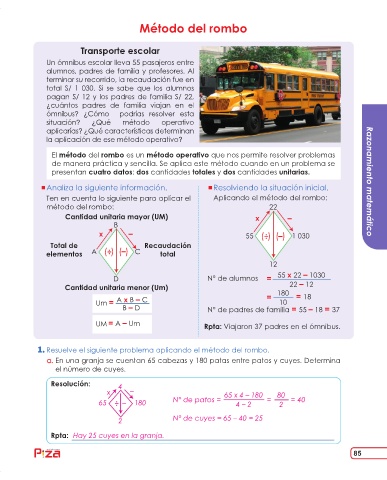 Método del rombo
Transporte escolar
Un ómnibus escolar lleva 55 pasajeros entre
alumnos, padres de familia y profesores. Al
terminar su recorrido, la recaudación fue en
total S/ 1 030. Si se sabe que los alumnos
pagan S/ 12 y los padres de familia S/ 22,
¿cuántos padres de familia viajan en el
ómnibus? ¿Cómo podrías resolver esta
situación? ¿Qué método operativo
aplicarías? ¿Qué características determinan
la aplicación de ese método operativo?
El método del rombo es un método operativo que nos permite resolver problemas
de manera práctica y sencilla. Se aplica este método cuando en un problema se
presentan cuatro datos: dos cantidades totales y dos cantidades unitarias.
Analiza la siguiente información.
Ten en cuenta lo siguiente para aplicar el
método del rombo:
Cantidad unitaria mayor (UM)
B
x –
Total de elementos A (÷) (–) C Recaudación total
D
Cantidad unitaria menor (Um)
Um = A x B – C
B – D
UM = A – Um
Resolviendo la situación inicial.
Aplicando el método del rombo:
22
x –
55 (÷) (–) 1 030
12
N° de alumnos = 55 x 22 – 1030
22 – 12
= 180 = 18
10
N° de padres de familia = 55 – 18 = 37
Rpta: Viajaron 37 padres en el ómnibus.
Razonamiento matemático
1. Resuelve el siguiente problema aplicando el método del rombo.
a. En una granja se cuentan 65 cabezas y 180 patas entre patos y cuyes. Determina
el número de cuyes.
Resolución:
4
x –
65 ÷ – 180
2
N° de patos = 65 x 4 – 180 = 80 = 40
4 – 2 2
N° de cuyes = 65 – 40 = 25
Rpta: Hay 25 cuyes en la granja.
85